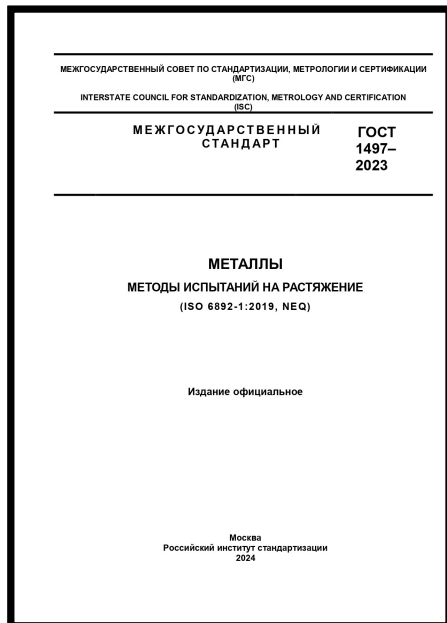 МЕЖГОСУДАРСТВЕННЫЙ СОВЕТ ПО СТАНДАРТИЗАЦИИ, МЕТРОЛОГИИ И СЕРТИФИКАЦИИ
(МГС)
INTERSTATE COUNCIL FOR STANDARDIZATION, METROLOGY AND CERTIFICATION
(ISC)
МЕЖГОСУДАРСТВЕННЫЙ
СТАНДАРТ
ГОСТ
1497–
2023
МЕТАЛЛЫ
МЕТОДЫ ИСПЫТАНИЙ НА РАСТЯЖЕНИЕ
(ISO 6892-1:2019, NEQ)
Издание официальное
Москва
Российский институт стандартизации
2024